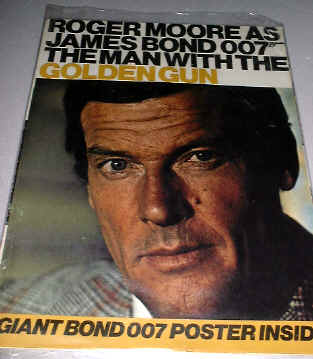 ROGER MOORE AS
JAMES BOND 007
THE MAN WITH THE
GOLDEN GUN
GIANT BOND 007 POSTER INSID